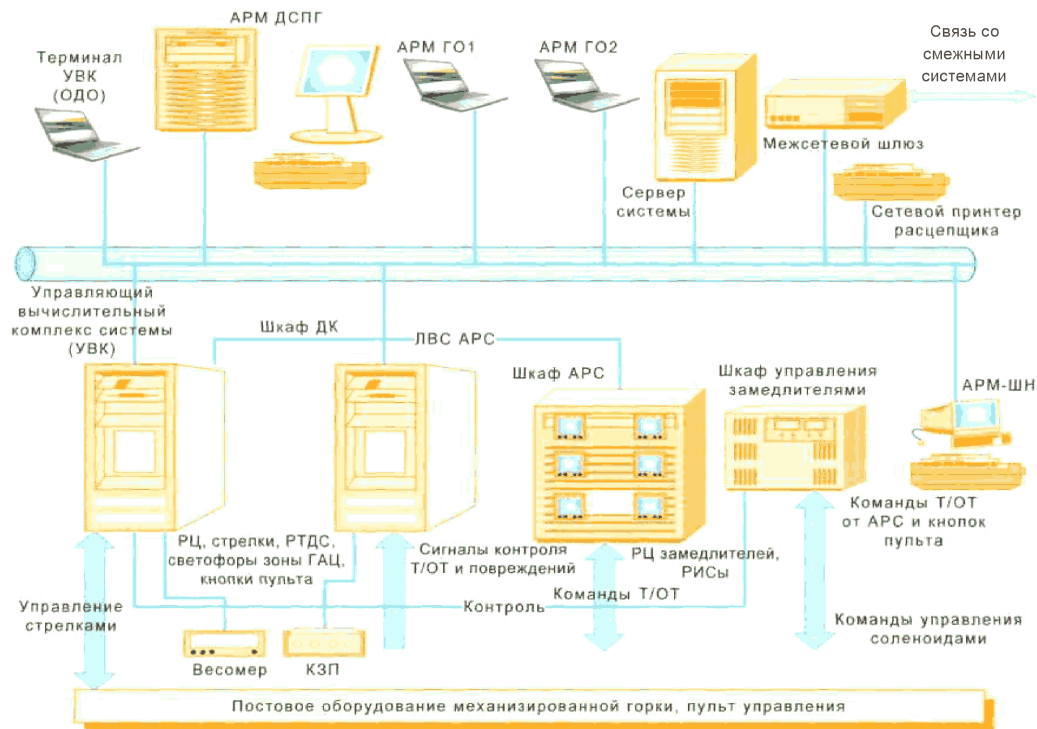 АРМ ДСПГ
Терминал
УВК
(ОДО)
АРМ ГО1
АРМ ГО2
Связь со
смежными
системами
Межсетевой шлюз
Сервер
системы
Сетевой принтер
расцепщика
Управляющий
вычислительный
комплекс системы
(УВК)
Шкаф ДК
ЛВС АРС
Шкаф АРС
Шкаф управления
замедлителями
АРМ-ШН
РЦ, стрелки, РТДС,
светофоры зоны ГАЦ,
кнопки пульта
Сигналы контроля
Т/ОТ и повреждений
РЦ замедлителей,
РИСы
Команды Т/ОТ
от АРС и кнопок
пульта
Управление
стрелками
Контроль
Команды Т/ОТ
Команды управления
соленоидами
Весомер
КЗП
Постовое оборудование механизированной горки, пульт управления